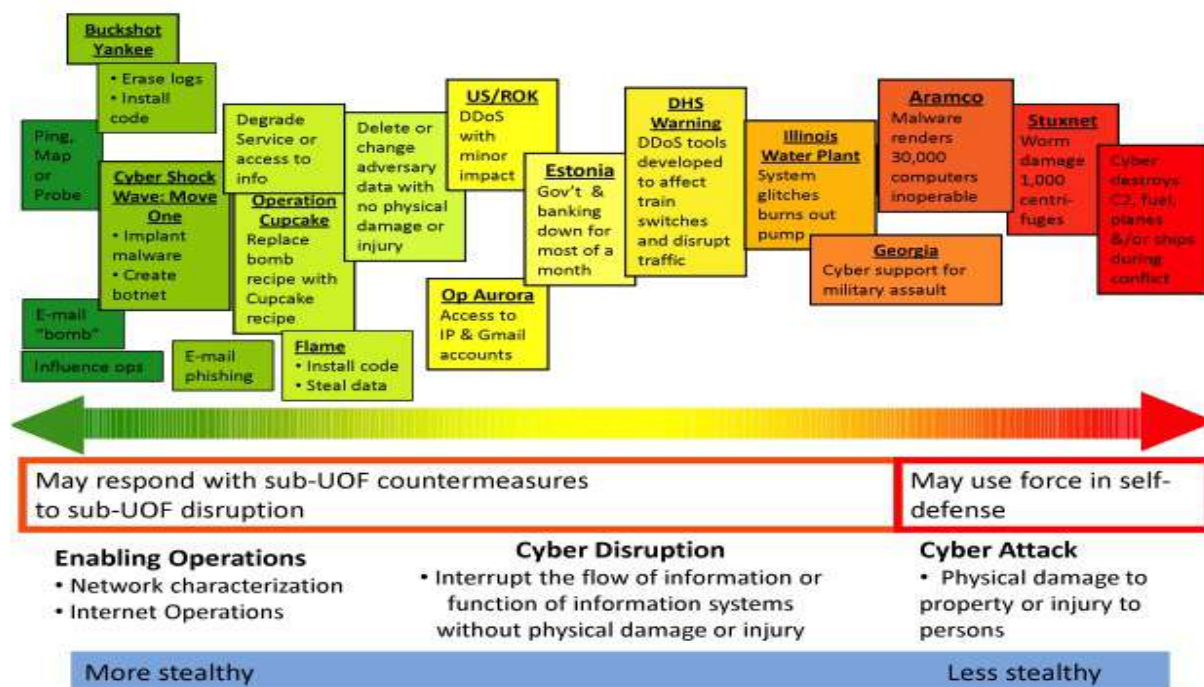 Buckshot
Yankee
• Erase logs
• Install
code
Ping,
Map
or
Probe
Cyber Shock
Wave: Move
One
• Implant
malware
• Create
botnet
E-mail
"bomb"
Influence ops
E-mail
phishing
Degrade
Service or
access to
info
Operation
Cupcake
Replace
bomb
recipe with
Cupcake
recipe
Flame
• Install code
• Steal data
Delete or
change
adversary
data with
no physical
damage or
injury
US/ROK
DDoS
with
minor
impact
Op Aurora
Access to
IP & Gmail
accounts
Estonia
Gov't &
banking
down for
most of a
month
DHS
Warning
DDoS tools
developed
to affect
train
switches
and disrupt
traffic
Illinois
Water Plant
System
glitches
burns out
pump
Georgia
Cyber support for
military assault
Aramco
Malware
renders
30,000
computers
inoperable
Stuxnet
Worm
damage
1,000
centri-
fuges
Cyber
destroys
C2, fuel,
planes
&/or ships
during
conflict
May respond with sub-UOF countermeasures
to sub-UOF disruption
May use force in self-
defense
Enabling Operations
• Network characterization
• Internet Operations
Cyber Disruption
• Interrupt the flow of information or
function of information systems
without physical damage or injury
Cyber Attack
• Physical damage to
property or injury to
persons
More stealthy
Less stealthy